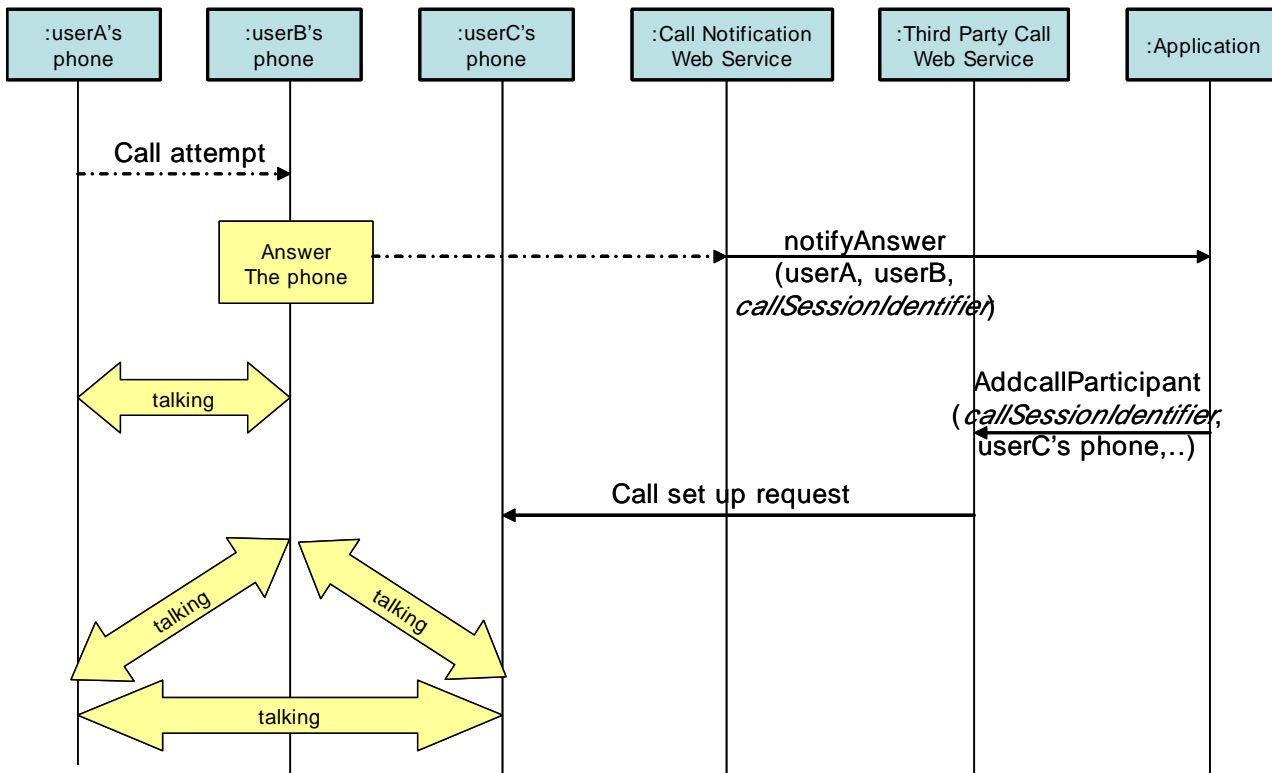 :userA's
phone
:userB's
phone
:userC's
phone
:Call Notification
Web Service
:Third Party Call
Web Service
:Application
Call attempt
Answer
The phone
notifyAnswer
(userA, userB,
callSessionIdentifier)
talking
AddcallParticipant
(callSessionIdentifier,
userC's phone,..)
Call set up request
talking
talking
talking